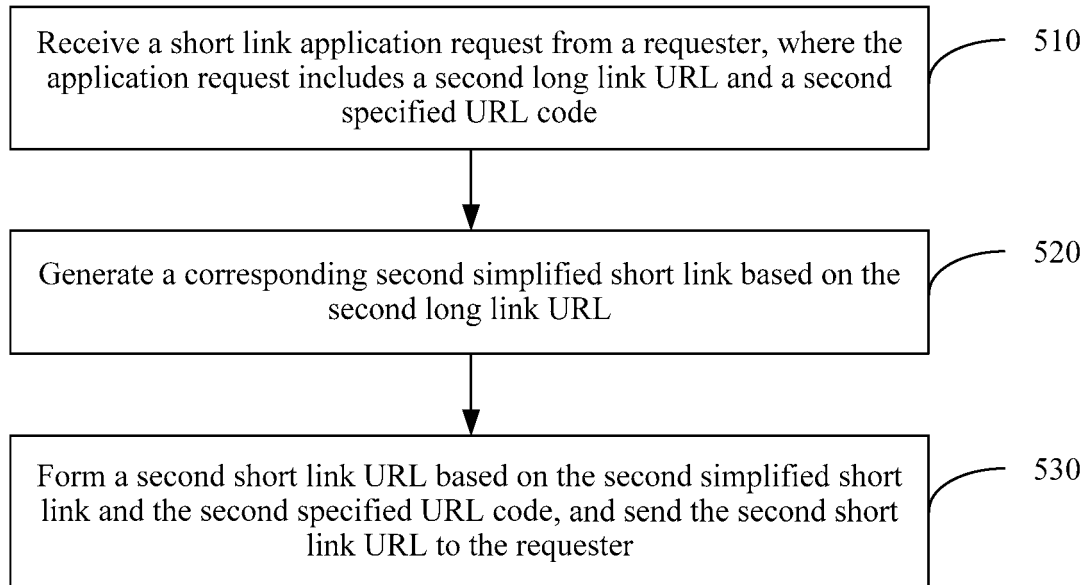 Receive a short link application request from a requester, where the
application request includes a second long link URL and a second
specified URL code
510
Generate a corresponding second simplified short link based on the
second long link URL
520
Form a second short link URL based on the second simplified short
link and the second specified URL code, and send the second short
link URL to the requester
530